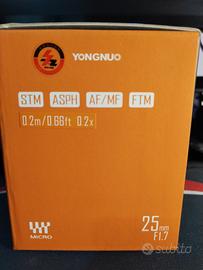 YONGNUO
STM ASPH AF/MF FTM
0.2m/0.66ft 0.2x
MICRO
25mm
F1.7
subito